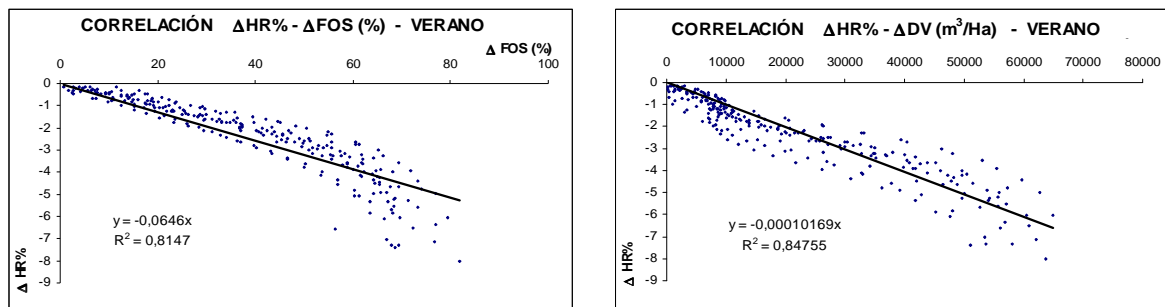 CORRELACIÓN ΔHR% - ΔFOS (%) - VERANO
Δ FOS (%)
0 20 40 60 80 100
0
-1
-2
-3
-4
-5
-6
-7
-8
-9
y = -0,0646x
R² = 0,8147
Δ HR%
CORRELACIÓN ΔHR% - ΔDV (m³/Ha) - VERANO
0 10000 20000 30000 40000 50000 60000 70000 80000
0
-1
-2
-3
-4
-5
-6
-7
-8
-9
y = -0,00010169x
R² = 0,84755
Δ HR%